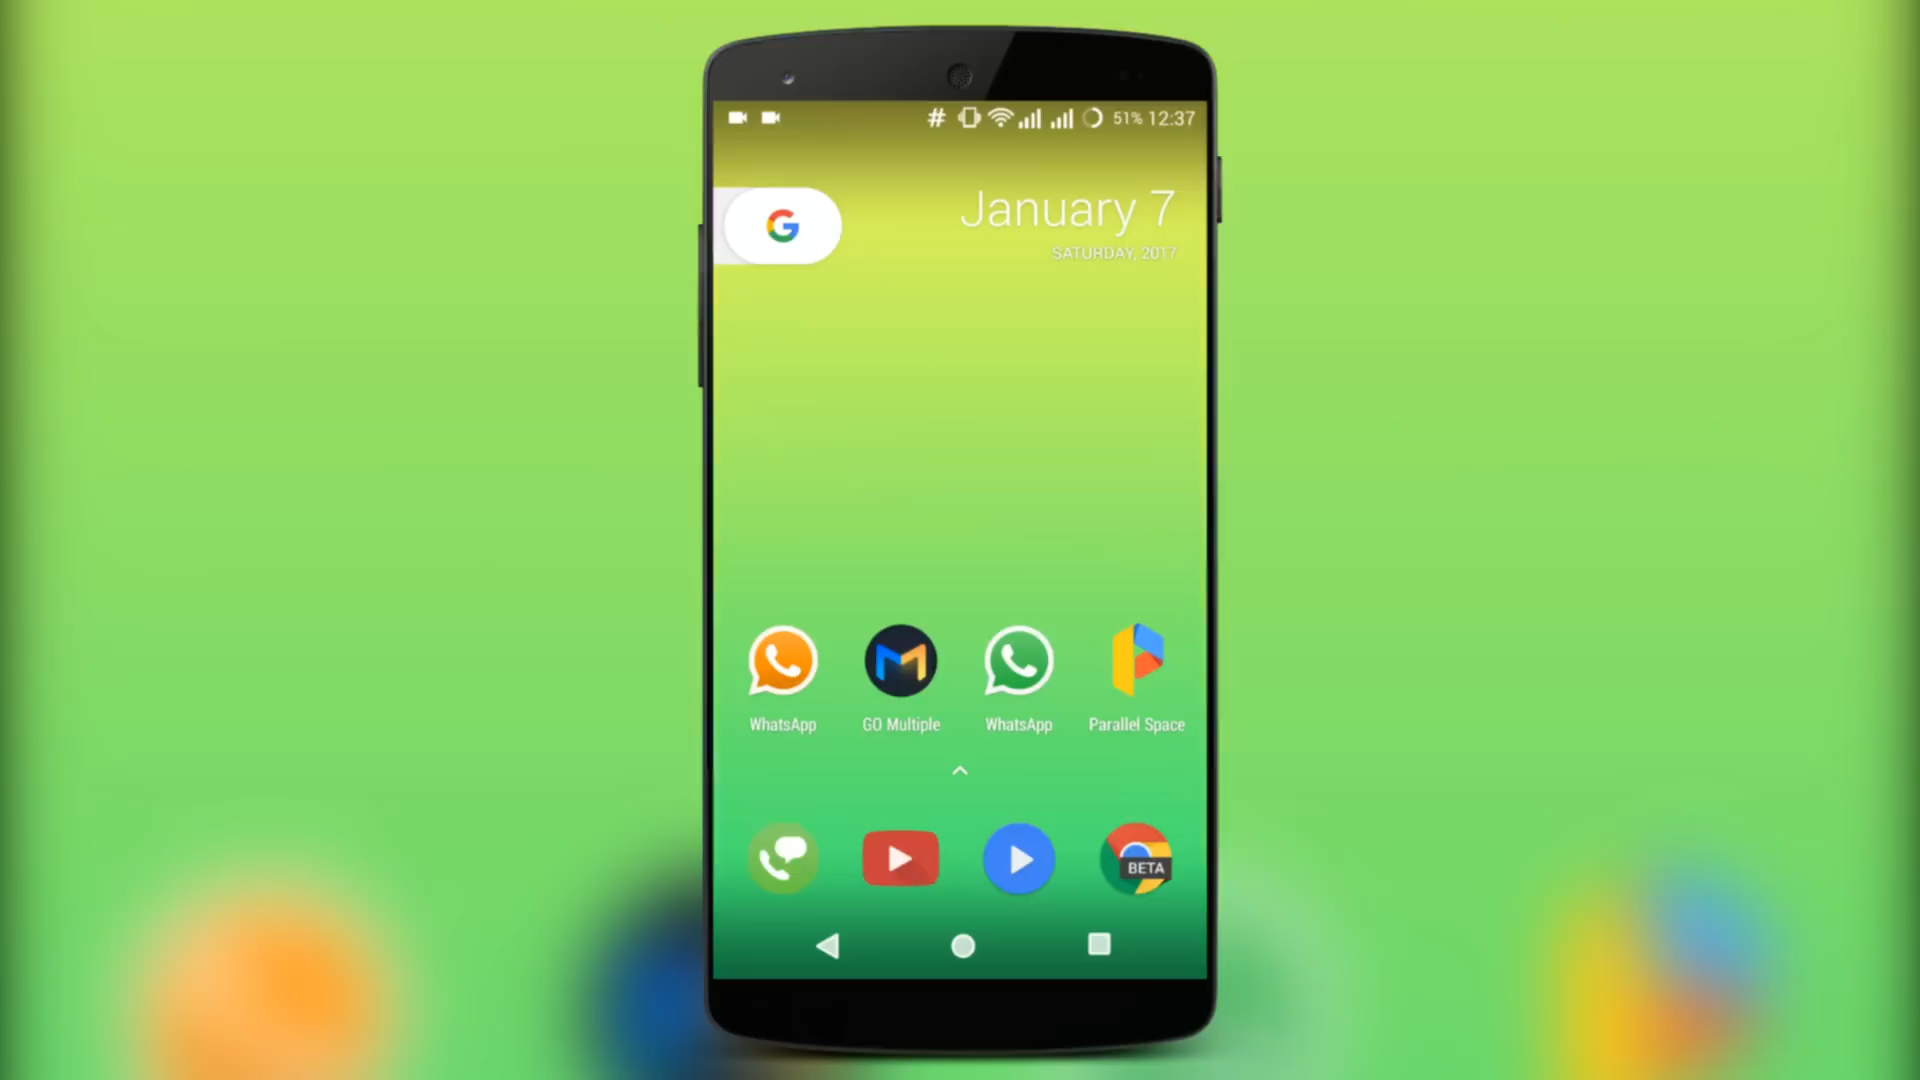 # 51% 12:37
G
January 7
SATURDAY, 2017
WhatsApp
GO Multiple
WhatsApp
Parallel Space
BETA